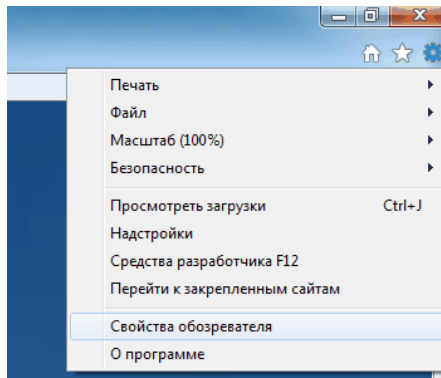 Печать
Файл
Масштаб (100%)
Безопасность
Просмотреть загрузки Ctrl+J
Надстройки
Средства разработчика F12
Перейти к закрепленным сайтам
Свойства обозревателя
О программе